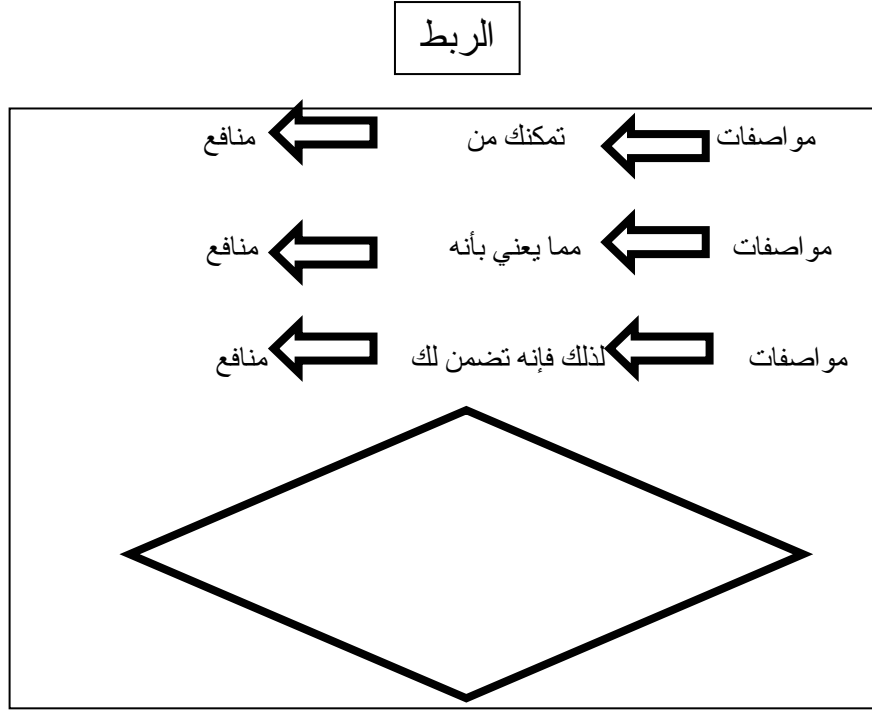 الربط
مواصفات تمكنك من منافع
مواصفات مما يعني بأنه منافع
مواصفات لذلك فإنه تضمن لك منافع